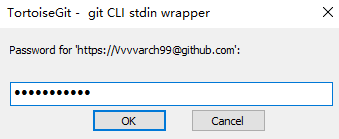 TortoiseGit - git CLI stdin wrapper
Password for 'https://Vvvvarch99@github.com':
●●●●●●●●●●●
OK
Cancel